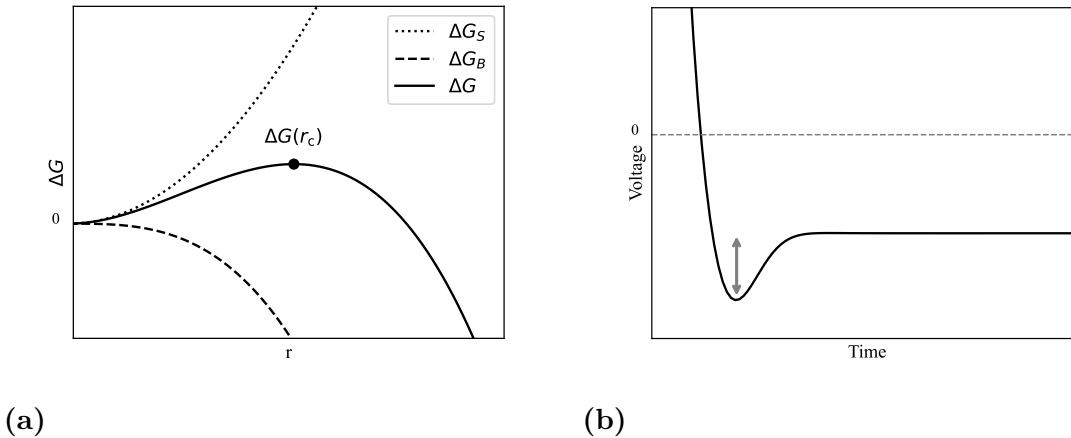 ΔG_S
ΔG_B
ΔG
ΔG(r_c)
ΔG
0
r
(a)
0
Voltage
Time
(b)